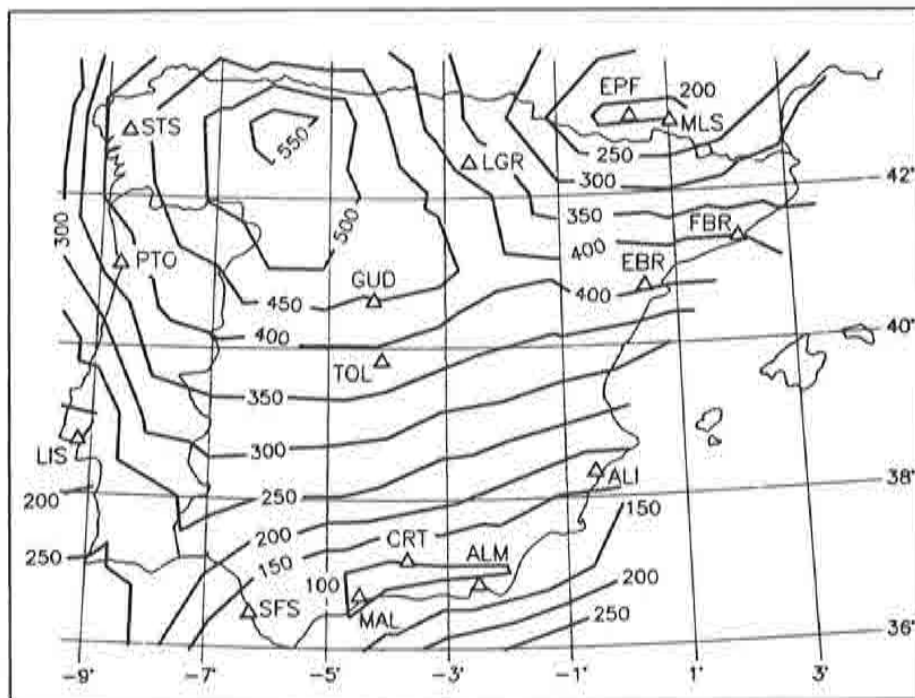 EPF
200
MLS
STS
550
LGR
250
42°
300
300
500
350
FBR
PTO
400
EBR
GUD
450
400
400
40°
TOL
350
LIS
300
ALI
200
250
38°
150
200
250
CRT
ALM
150
100
200
SFS
MAL
250
36°
-9° -7° -5° -3° -1° 1° 3°